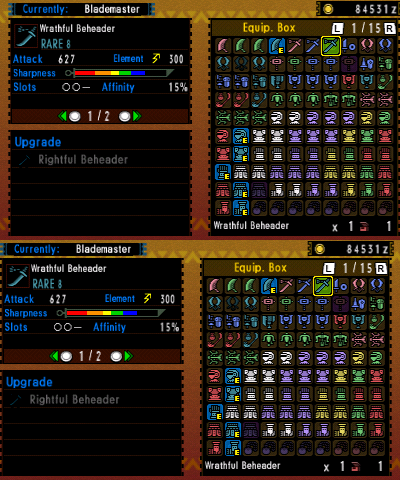 Currently: Blademaster
84531z
Wrathful Beheader
RARE 8
Equip. Box L 1/15 R
Attack 627 Element 300
Sharpness
Slots ○○― Affinity 15%
1/2
Upgrade
Rightful Beheader
E
E
E
E
E
E
Wrathful Beheader x 1 1
Currently: Blademaster
84531z
Wrathful Beheader
RARE 8
Equip. Box L 1/15 R
Attack 627 Element 300
Sharpness
Slots ○○― Affinity 15%
1/2
Upgrade
Rightful Beheader
E
E
E
E
E
E
Wrathful Beheader x 1 1